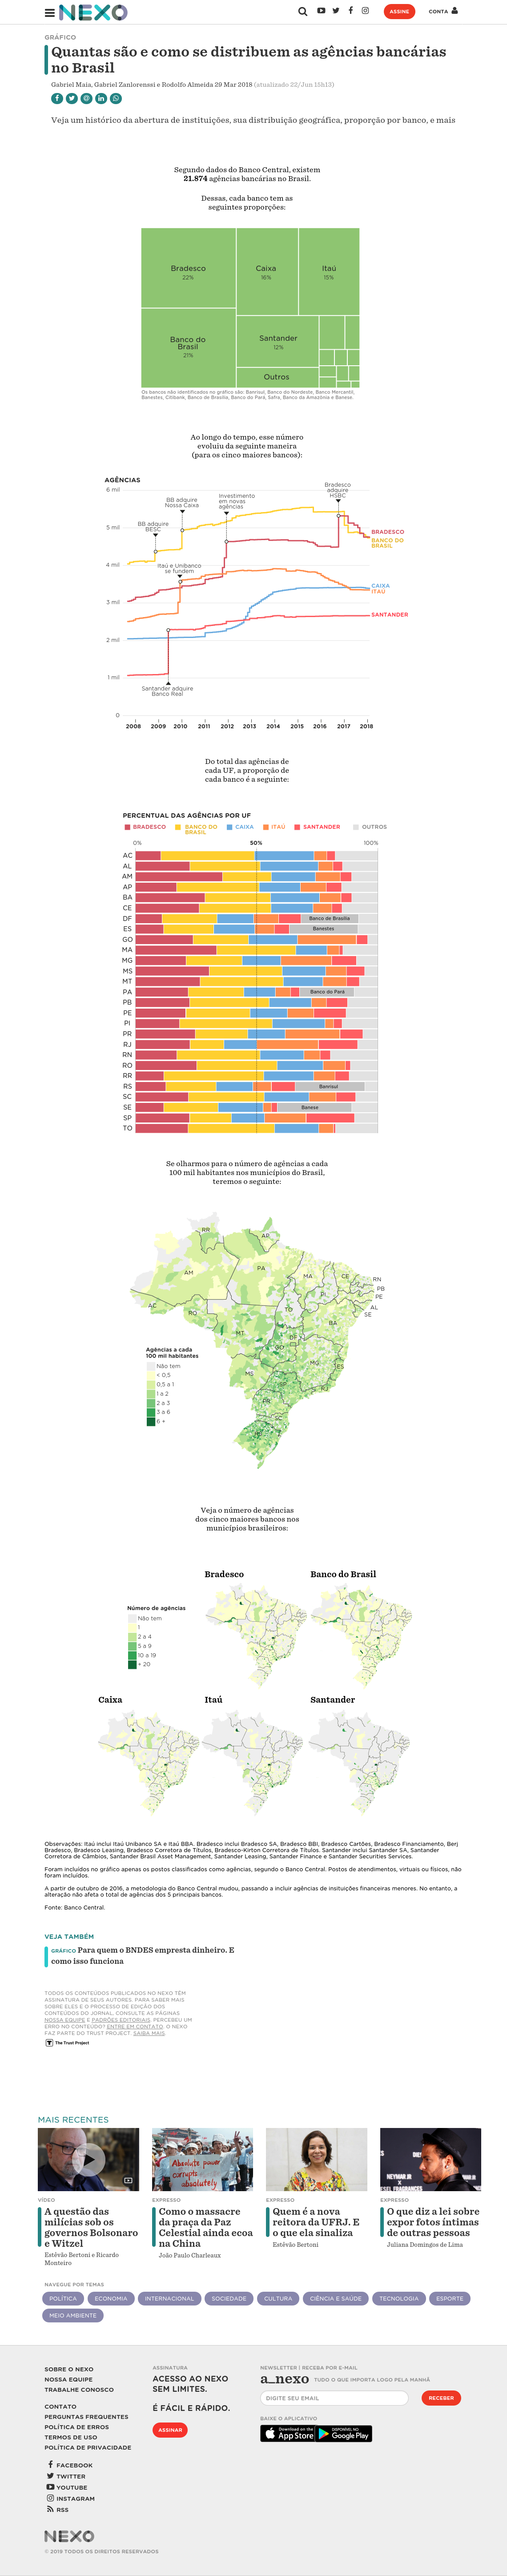 NEXO
ASSINE
CONTA
GRÁFICO
Quantas são e como se distribuem as agências bancárias
no Brasil
Gabriel Maia, Gabriel Zanlorenssi e Rodolfo Almeida 29 Mar 2018 (atualizado 22/Jun 15h13)
Veja um histórico da abertura de instituições, sua distribuição geográfica, proporção por banco, e mais
Segundo dados do Banco Central, existem
21.874 agências bancárias no Brasil.
Dessas, cada banco tem as
seguintes proporções:
Bradesco
22%
Caixa
16%
Itaú
15%
Banco do
Brasil
21%
Santander
12%
Outros
Os bancos não identificados no gráfico são: Banrisul, Banco do Nordeste, Banco Mercantil,
Banestes, Citibank, Banco de Brasília, Banco do Pará, Safra, Banco da Amazônia e Banese.
Ao longo do tempo, esse número
evoluiu da seguinte maneira
(para os cinco maiores bancos):
AGÊNCIAS
6 mil
5 mil
4 mil
3 mil
2 mil
1 mil
0
BB adquire
BESC
BB adquire
Nossa Caixa
Itaú e Unibanco
se fundem
Investimento
em novas
agências
Bradesco
adquire
HSBC
Santander adquire
Banco Real
BRADESCO
BANCO DO
BRASIL
CAIXA
ITAÚ
SANTANDER
2008 2009 2010 2011 2012 2013 2014 2015 2016 2017 2018
Do total das agências de
cada UF, a proporção de
cada banco é a seguinte:
PERCENTUAL DAS AGÊNCIAS POR UF
BRADESCO BANCO DO
BRASIL CAIXA ITAÚ SANTANDER OUTROS
0% 50% 100%
AC
AL
AM
AP
BA
CE
DF Banco de Brasília
ES Banestes
GO
MA
MG
MS
MT
PA Banco do Pará
PB
PE
PI
PR
RJ
RN
RO
RR
RS Banrisul
SC
SE Banese
SP
TO
Se olharmos para o número de agências a cada
100 mil habitantes nos municípios do Brasil,
teremos o seguinte:
RR
AP
AM
PA
MA
CE
RN
PB
PE
AL
SE
PI
AC
RO
TO
BA
MT
DF
GO
MG
ES
MS
SP
RJ
PR
SC
RS
Agências a cada
100 mil habitantes
Não tem
< 0,5
0,5 a 1
1 a 2
2 a 3
3 a 6
6 +
Veja o número de agências
dos cinco maiores bancos nos
municípios brasileiros:
Bradesco
Banco do Brasil
Número de agências
Não tem
1
2 a 4
5 a 9
10 a 19
+ 20
Caixa
Itaú
Santander
Observações: Itaú inclui Itaú Unibanco SA e Itaú BBA. Bradesco inclui Bradesco SA, Bradesco BBI, Bradesco Cartões, Bradesco Financiamento, Berj
Bradesco, Bradesco Leasing, Bradesco Corretora de Títulos, Bradesco-Kirton Corretora de Títulos. Santander inclui Santander SA, Santander
Corretora de Câmbios, Santander Brasil Asset Management, Santander Leasing, Santander Finance e Santander Securities Services.
Foram incluídos no gráfico apenas os postos classificados como agências, segundo o Banco Central. Postos de atendimentos, virtuais ou físicos, não
foram incluídos.
A partir de outubro de 2016, a metodologia do Banco Central mudou, passando a incluir agências de insituições financeiras menores. No entanto, a
alteração não afeta o total de agências dos 5 principais bancos.
Fonte: Banco Central.
VEJA TAMBÉM
GRÁFICO Para quem o BNDES empresta dinheiro. E
como isso funciona
TODOS OS CONTEÚDOS PUBLICADOS NO NEXO TÊM
ASSINATURA DE SEUS AUTORES. PARA SABER MAIS
SOBRE ELES E O PROCESSO DE EDIÇÃO DOS
CONTEÚDOS DO JORNAL, CONSULTE AS PÁGINAS
NOSSA EQUIPE E PADRÕES EDITORIAIS. PERCEBEU UM
ERRO NO CONTEÚDO? ENTRE EM CONTATO. O NEXO
FAZ PARTE DO TRUST PROJECT. SAIBA MAIS
The Trust Project
MAIS RECENTES
Absolute power
corrupts
absolutely
VÍDEO
A questão das
milícias sob os
governos Bolsonaro
e Witzel
Estêvão Bertoni e Ricardo
Monteiro
EXPRESSO
Como o massacre
da praça da Paz
Celestial ainda ecoa
na China
João Paulo Charleaux
EXPRESSO
Quem é a nova
reitora da UFRJ. E
o que ela sinaliza
Estêvão Bertoni
EXPRESSO
O que diz a lei sobre
expor fotos íntimas
de outras pessoas
Juliana Domingos de Lima
NAVEGUE POR TEMAS
POLÍTICA ECONOMIA INTERNACIONAL SOCIEDADE CULTURA CIÊNCIA E SAÚDE TECNOLOGIA ESPORTE
MEIO AMBIENTE
SOBRE O NEXO
NOSSA EQUIPE
TRABALHE CONOSCO
CONTATO
PERGUNTAS FREQUENTES
POLÍTICA DE ERROS
TERMOS DE USO
POLÍTICA DE PRIVACIDADE
FACEBOOK
TWITTER
YOUTUBE
INSTAGRAM
RSS
ASSINATURA
ACESSO AO NEXO
SEM LIMITES.
É FÁCIL E RÁPIDO.
ASSINAR
NEWSLETTER | RECEBA POR E-MAIL
a_nexo TUDO O QUE IMPORTA LOGO PELA MANHÃ
DIGITE SEU EMAIL
RECEBER
BAIXE O APLICATIVO
Download on the
App Store
DISPONÍVEL NO
Google Play
NEXO
© 2019 TODOS OS DIREITOS RESERVADOS